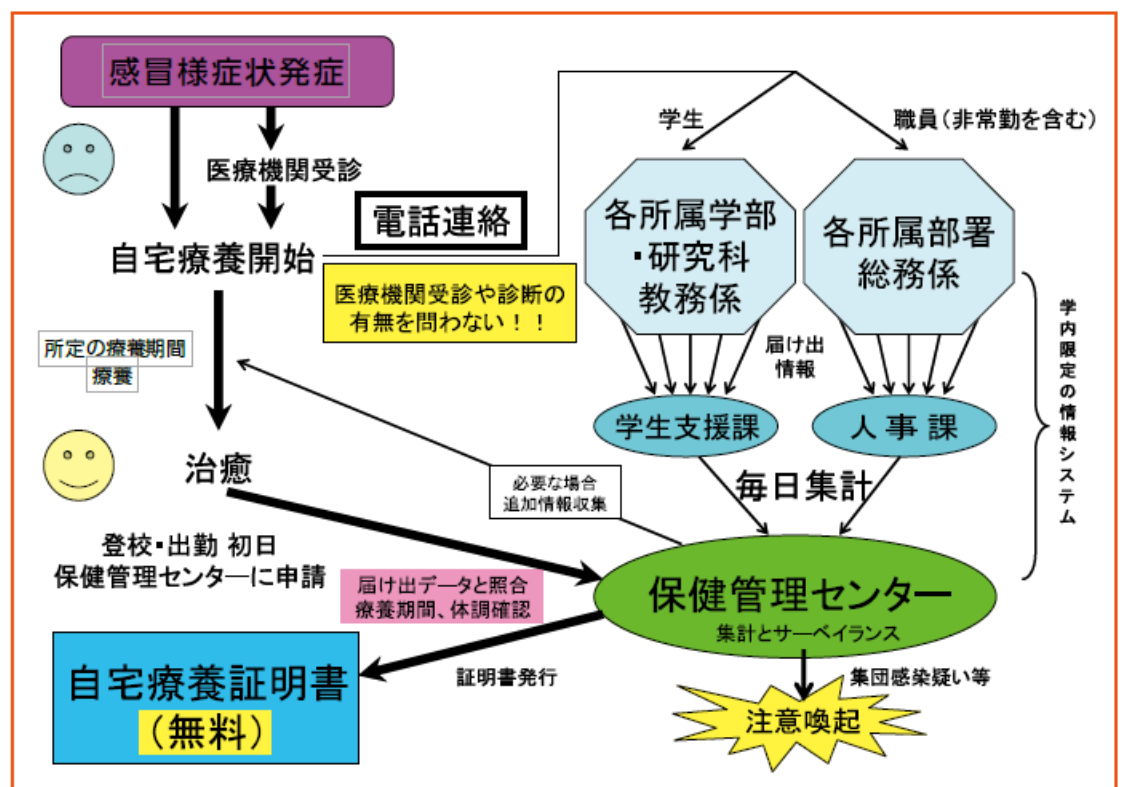 感冒様症状発症
学生
職員（非常勤を含む）
医療機関受診
電話連絡
自宅療養開始
医療機関受診や診断の
有無を問わない！！
各所属学部
・研究科
教務係
各所属部署
総務係
所定の療養期間
療養
届け出
情報
学内限定の情報システム
学生支援課
人事課
治癒
必要な場合
追加情報収集
毎日集計
登校・出勤 初日
保健管理センターに申請
届け出データと照合
療養期間、体調確認
保健管理センター
集計とサーベイランス
自宅療養証明書
（無料）
証明書発行
集団感染疑い等
注意喚起